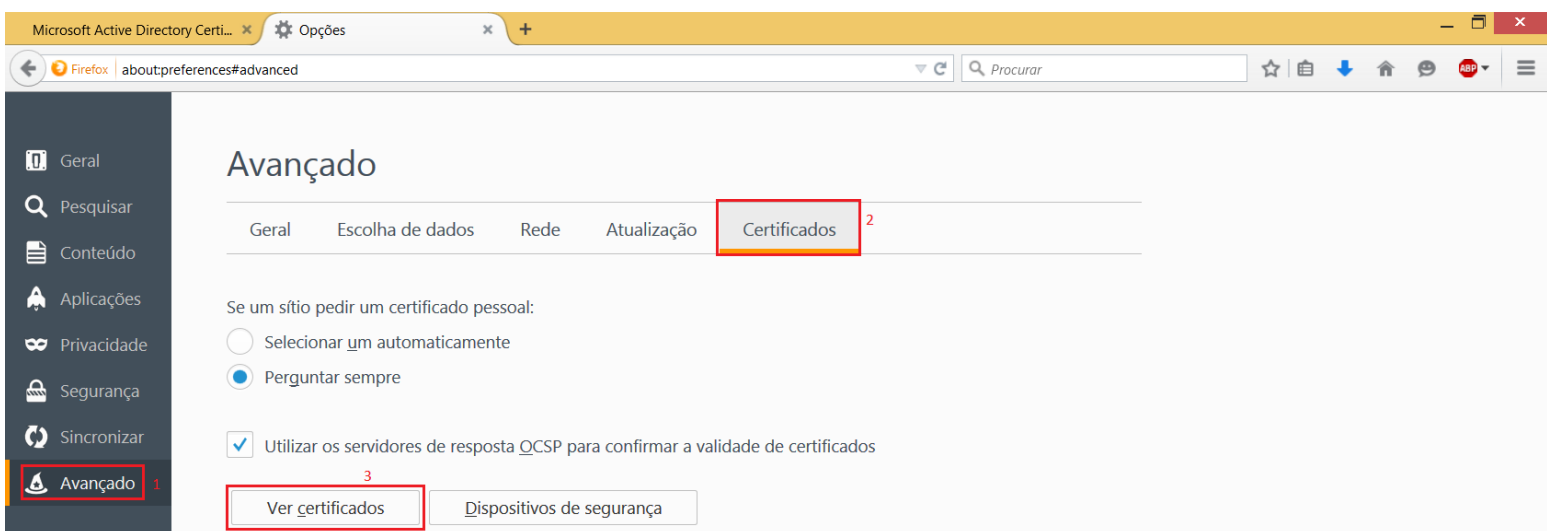 Microsoft Active Directory Certi... Opções
Firefox about:preferences#advanced Procurar ABP
Geral
Pesquisar
Conteúdo
Aplicações
Privacidade
Segurança
Sincronizar
Avançado 1
Avançado
Geral Escolha de dados Rede Atualização Certificados 2
Se um sítio pedir um certificado pessoal:
Selecionar um automaticamente
Perguntar sempre
Utilizar os servidores de resposta OCSP para confirmar a validade de certificados
3
Ver certificados Dispositivos de segurança